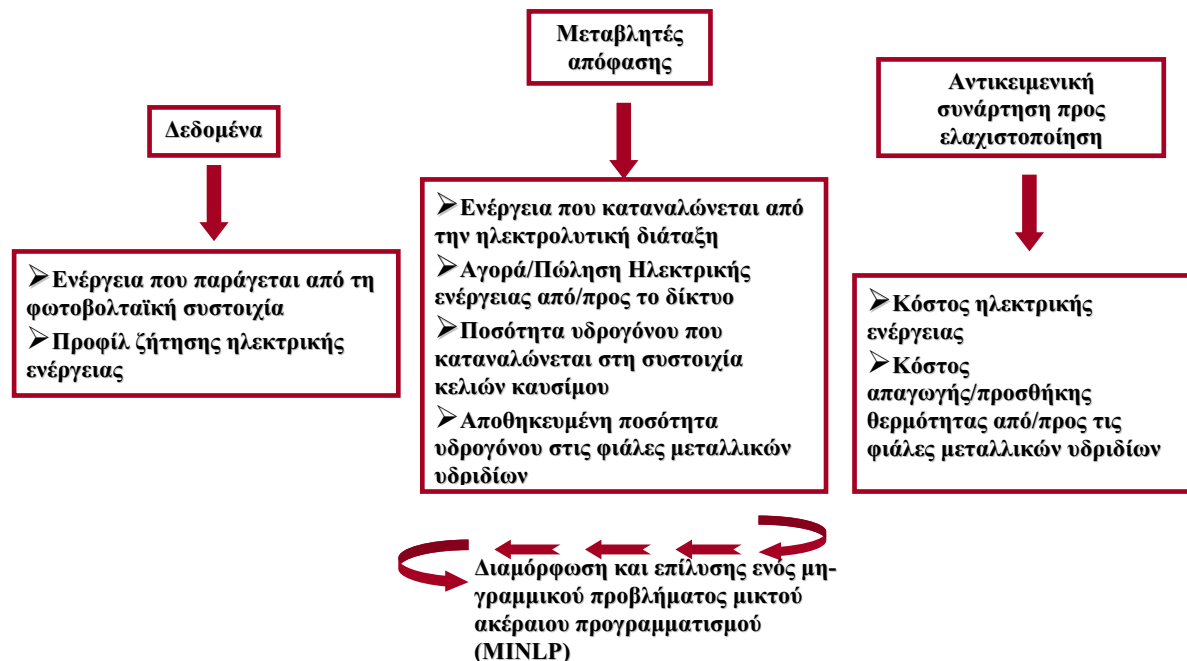 Δεδομένα
➢Ενέργεια που παράγεται από τη
φωτοβολταϊκή συστοιχία
➢Προφίλ ζήτησης ηλεκτρικής
ενέργειας
Μεταβλητές
απόφασης
➢Ενέργεια που καταναλώνεται από
την ηλεκτρολυτική διάταξη
➢Αγορά/Πώληση Ηλεκτρικής
ενέργειας από/προς το δίκτυο
➢Ποσότητα υδρογόνου που
καταναλώνεται στη συστοιχία
κελιών καυσίμου
➢Αποθηκευμένη ποσότητα
υδρογόνου στις φιάλες μεταλλικών
υδριδίων
Αντικειμενική
συνάρτηση προς
ελαχιστοποίηση
➢Κόστος ηλεκτρικής
ενέργειας
➢Κόστος
απαγωγής/προσθήκης
θερμότητας από/προς τις
φιάλες μεταλλικών υδριδίων
Διαμόρφωση και επίλυσης ενός μη-
γραμμικού προβλήματος μικτού
ακέραιου προγραμματισμού
(MINLP)